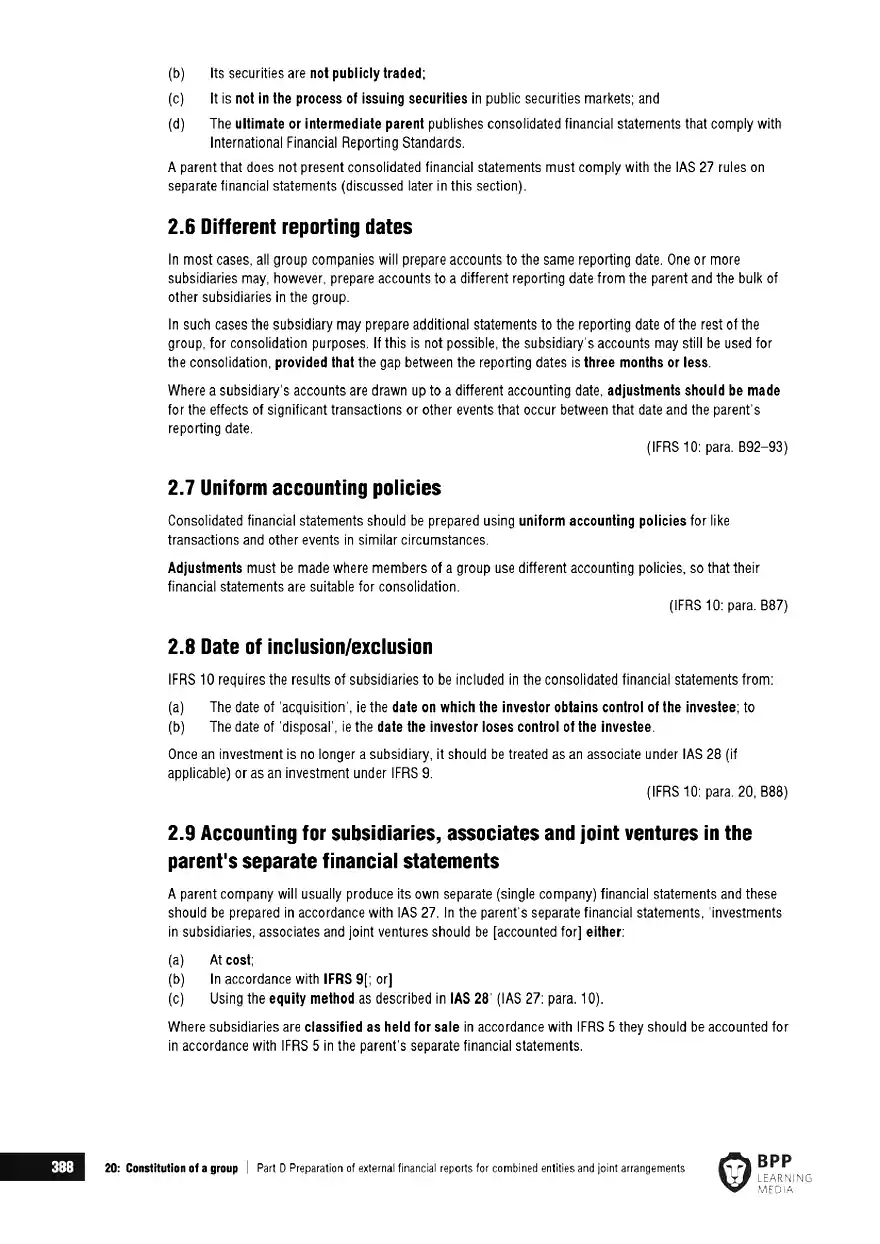 (b) Its securities are not publicly traded;
(c) It is not in the process of issuing securities in public securities markets; and
(d) The ultimate or intermediate parent publishes consolidated financial statements that comply with
International Financial Reporting Standards.
A parent that does not present consolidated financial statements must comply with the IAS 27 rules on
separate financial statements (discussed later in this section).
2.6 Different reporting dates
In most cases, all group companies will prepare accounts to the same reporting date. One or more
subsidiaries may, however, prepare accounts to a different reporting date from the parent and the bulk of
other subsidiaries in the group.
In such cases the subsidiary may prepare additional statements to the reporting date of the rest of the
group, for consolidation purposes. If this is not possible, the subsidiary's accounts may still be used for
the consolidation, provided that the gap between the reporting dates is three months or less.
Where a subsidiary's accounts are drawn up to a different accounting date, adjustments should be made
for the effects of significant transactions or other events that occur between that date and the parent's
reporting date.
(IFRS 10: para. B92–93)
2.7 Uniform accounting policies
Consolidated financial statements should be prepared using uniform accounting policies for like
transactions and other events in similar circumstances.
Adjustments must be made where members of a group use different accounting policies, so that their
financial statements are suitable for consolidation.
(IFRS 10: para. B87)
2.8 Date of inclusion/exclusion
IFRS 10 requires the results of subsidiaries to be included in the consolidated financial statements from:
(a) The date of 'acquisition', ie the date on which the investor obtains control of the investee; to
(b) The date of 'disposal', ie the date the investor loses control of the investee.
Once an investment is no longer a subsidiary, it should be treated as an associate under IAS 28 (if
applicable) or as an investment under IFRS 9.
(IFRS 10: para. 20, B88)
2.9 Accounting for subsidiaries, associates and joint ventures in the
parent's separate financial statements
A parent company will usually produce its own separate (single company) financial statements and these
should be prepared in accordance with IAS 27. In the parent's separate financial statements, 'investments
in subsidiaries, associates and joint ventures should be [accounted for] either:
(a) At cost;
(b) In accordance with IFRS 9[; or]
(c) Using the equity method as described in IAS 28' (IAS 27: para. 10).
Where subsidiaries are classified as held for sale in accordance with IFRS 5 they should be accounted for
in accordance with IFRS 5 in the parent's separate financial statements.
388 20: Constitution of a group | Part D Preparation of external financial reports for combined entities and joint arrangements
BPP
LEARNING
MEDIA